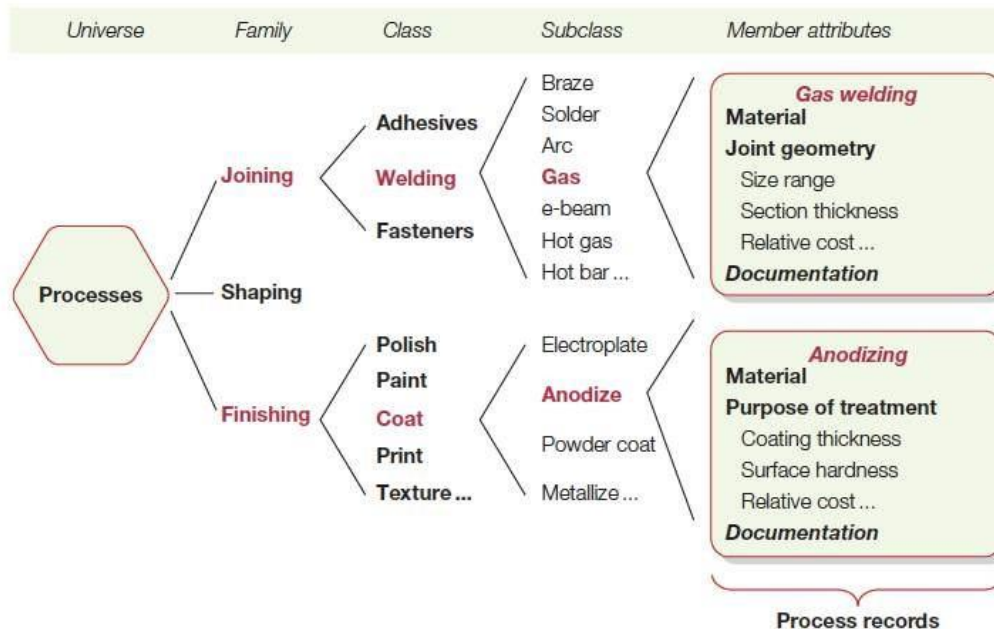 Universe Family Class Subclass Member attributes
Processes
Joining
Shaping
Finishing
Adhesives
Welding
Fasteners
Polish
Paint
Coat
Print
Texture ...
Braze
Solder
Arc
Gas
e-beam
Hot gas
Hot bar ...
Electroplate
Anodize
Powder coat
Metallize ...
Gas welding
Material
Joint geometry
Size range
Section thickness
Relative cost ...
Documentation
Anodizing
Material
Purpose of treatment
Coating thickness
Surface hardness
Relative cost ...
Documentation
Process records